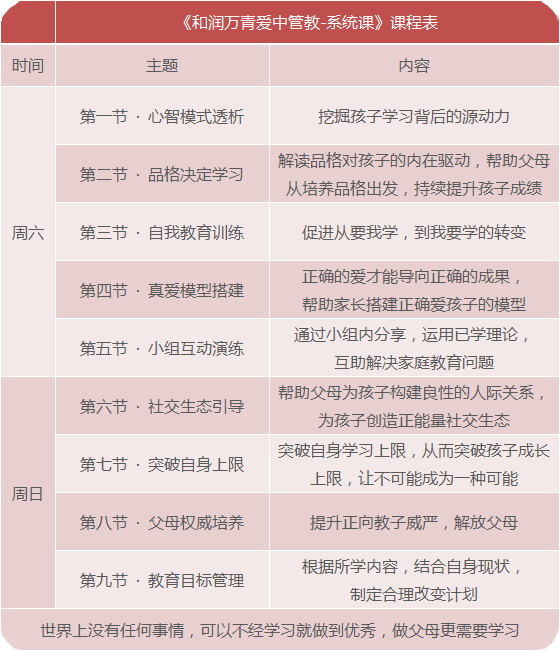 《和润万青爱中管教-系统课》课程表
时间 主题 内容
周六
第一节 · 心智模式透析 挖掘孩子学习背后的源动力
第二节 · 品格决定学习 解读品格对孩子的内在驱动，帮助父母
从培养品格出发，持续提升孩子成绩
第三节 · 自我教育训练 促进从要我学，到我要学的转变
第四节 · 真爱模型搭建 正确的爱才能导向正确的成果，
帮助家长搭建正确爱孩子的模型
第五节 · 小组互动演练 通过小组内分享，运用已学理论，
互助解决家庭教育问题
周日
第六节 · 社交生态引导 帮助父母为孩子构建良性的人际关系，
为孩子创造正能量社交生态
第七节 · 突破自身上限 突破自身学习上限，从而突破孩子成长
上限，让不可能成为一种可能
第八节 · 父母权威培养 提升正向教子威严，解放父母
第九节 · 教育目标管理 根据所学内容，结合自身现状，
制定合理改变计划
世界上没有任何事情，可以不经学习就做到优秀，做父母更需要学习